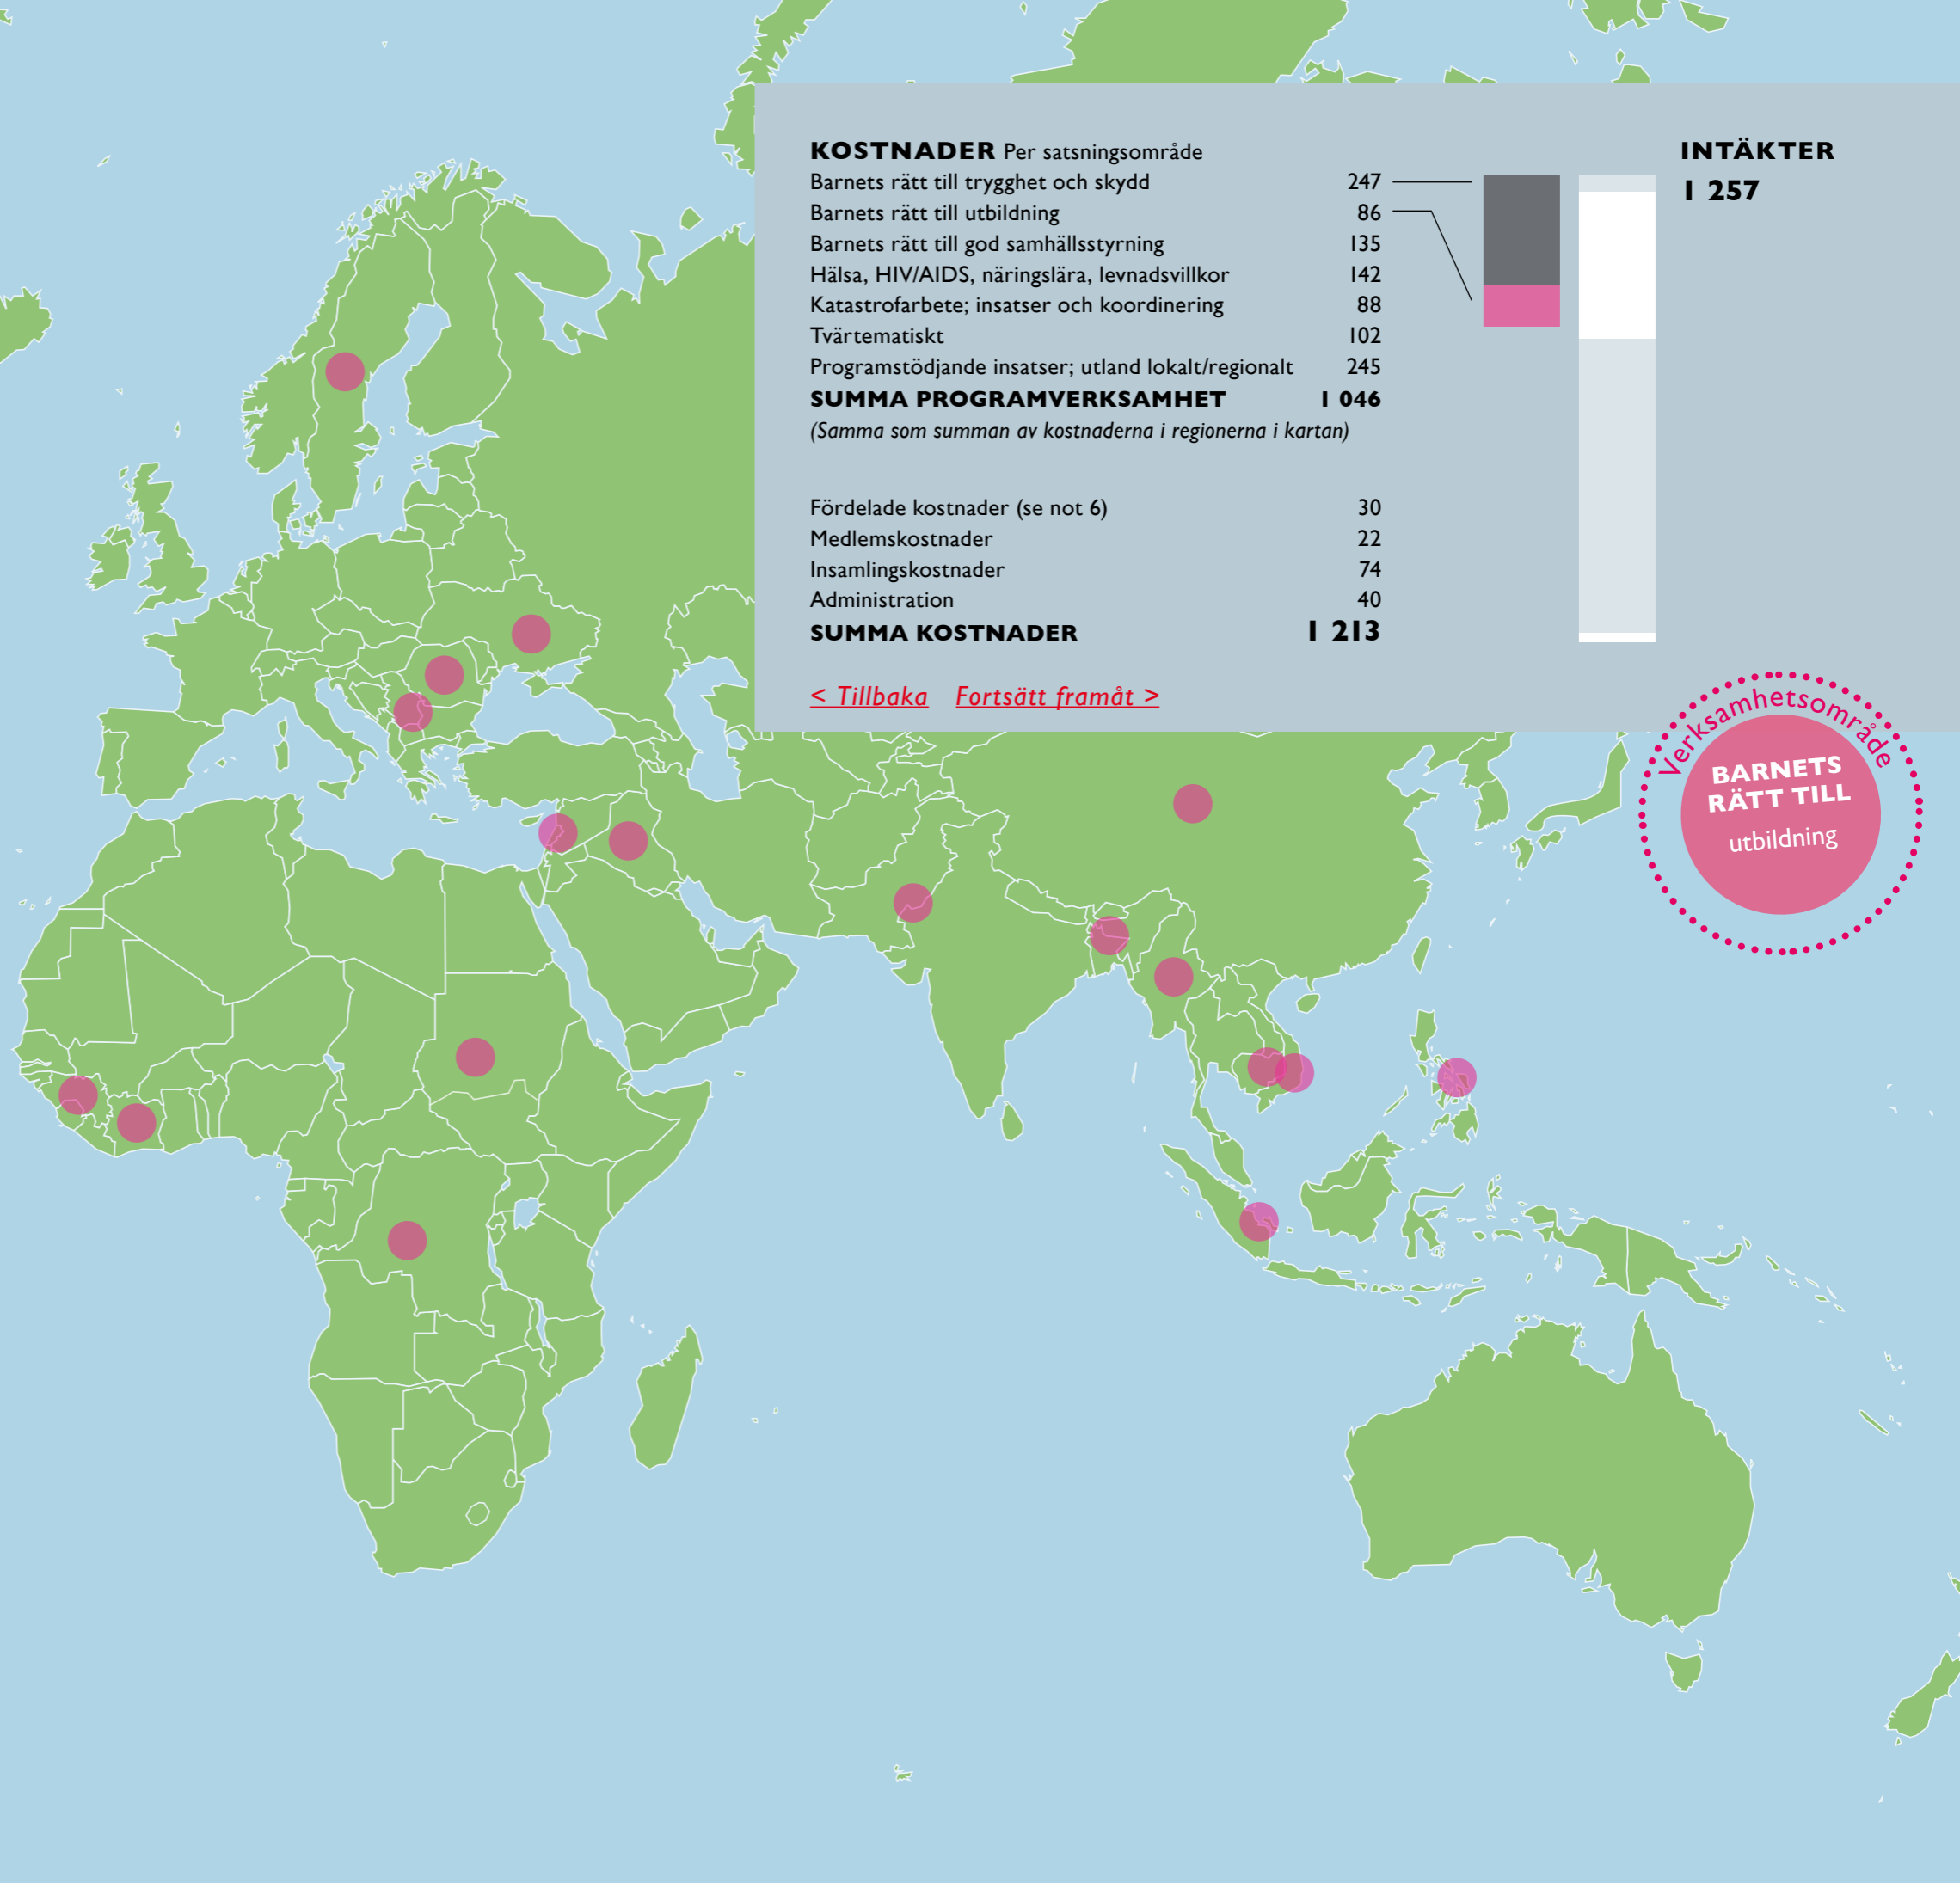 KOSTNADER Per satsningsområde
Barnets rätt till trygghet och skydd 247
Barnets rätt till utbildning 86
Barnets rätt till god samhällsstyrning 135
Hälsa, HIV/AIDS, näringslära, levnadsvillkor 142
Katastrofarbete; insatser och koordinering 88
Tvärtematiskt 102
Programstödjande insatser; utland lokalt/regionalt 245
SUMMA PROGRAMVERKSAMHET 1 046
(Samma som summan av kostnaderna i regionerna i kartan)
Fördelade kostnader (se not 6) 30
Medlemskostnader 22
Insamlingskostnader 74
Administration 40
SUMMA KOSTNADER 1 213
< Tillbaka Fortsätt framåt >
INTÄKTER
1 257
Verksamhetsområde
BARNETS
RÄTT TILL
utbildning